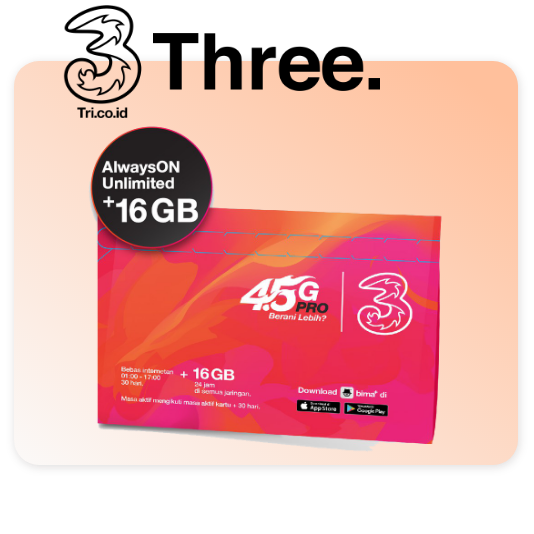 3 Three.
Tri.co.id
AlwaysON
Unlimited
+16 GB
4.5G
PRO
Berani Lebih?
3
Bebas internetan
01.00 - 17.00
30 hari.
+ 16 GB
24 jam
di semua jaringan.
Masa aktif mengikuti masa aktif kartu + 30 hari.
Download bima+ di
App Store
Google Play